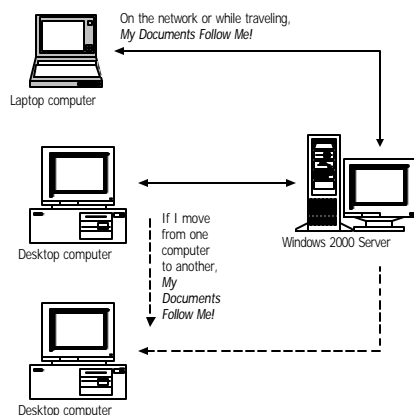 On the network or while traveling,
My Documents Follow Me!
Laptop computer
If I move
from one
computer
to another,
My
Documents
Follow Me!
Desktop computer
Windows 2000 Server
Desktop computer